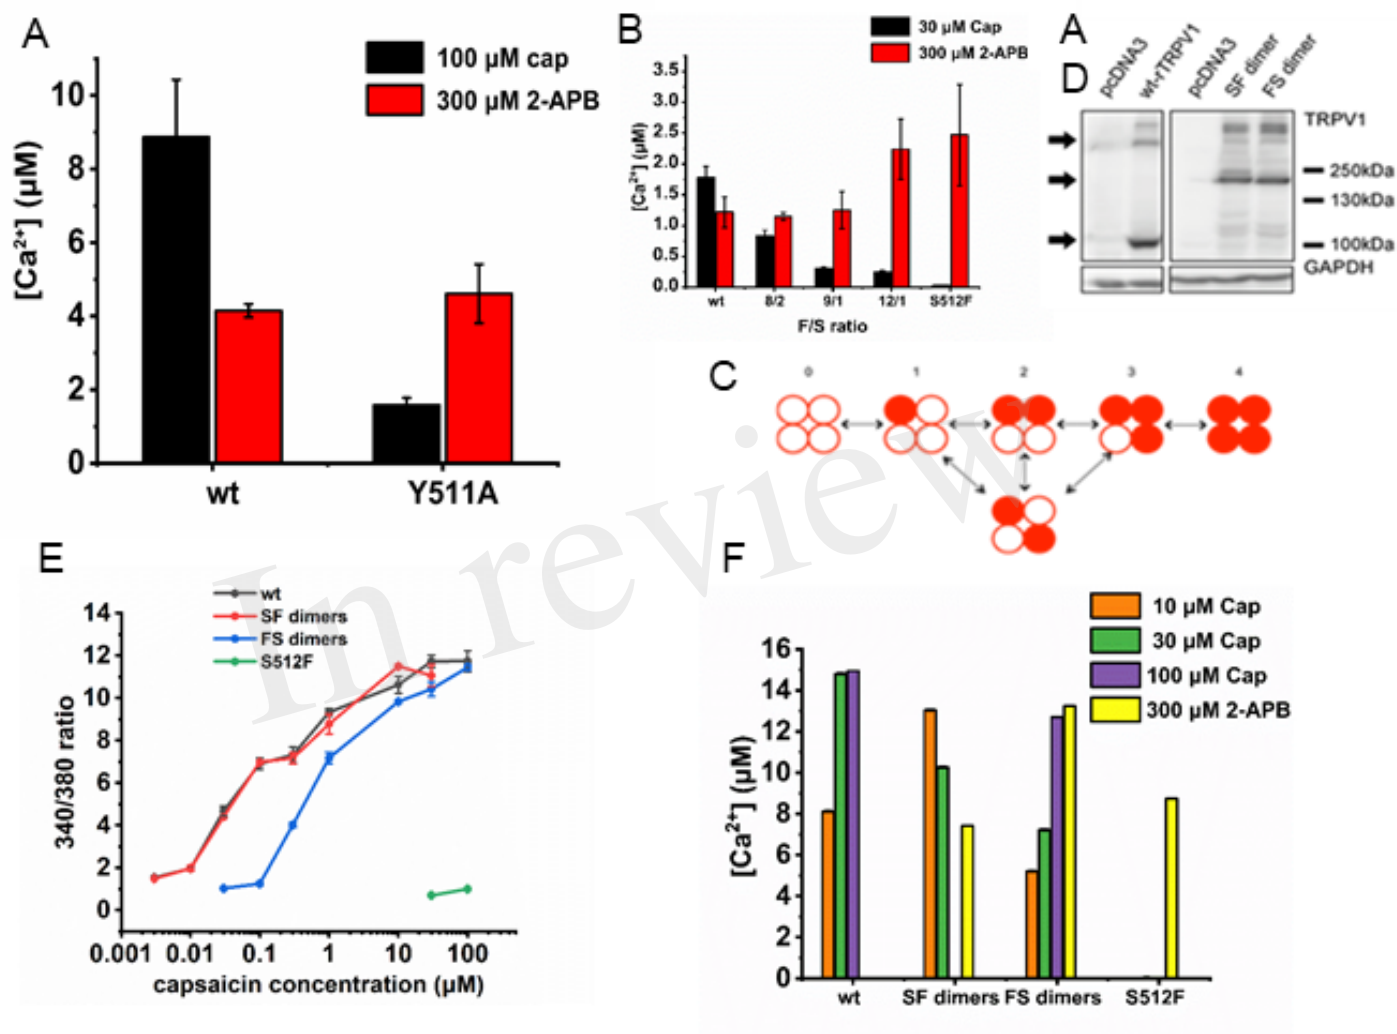 A
100 µM cap
300 µM 2-APB
[Ca²⁺] (µM)
10
8
6
4
2
0
wt Y511A
B
30 µM Cap
300 µM 2-APB
[Ca²⁺] (µM)
3.5
3.0
2.5
2.0
1.5
1.0
0.5
0.0
wt 8/2 9/1 12/1 S512F
F/S ratio
A
D
pcDNA3 wt-rTRPV1 pcDNA3 SF dimer FS dimer
TRPV1
250kDa
130kDa
100kDa
GAPDH
C
0 1 2 3 4
In review
E
wt
SF dimers
FS dimers
S512F
340/380 ratio
14
12
10
8
6
4
2
0
0.001 0.01 0.1 1 10 100
capsaicin concentration (µM)
F
10 µM Cap
30 µM Cap
100 µM Cap
300 µM 2-APB
[Ca²⁺] (µM)
16
14
12
10
8
6
4
2
0
wt SF dimers FS dimers S512F